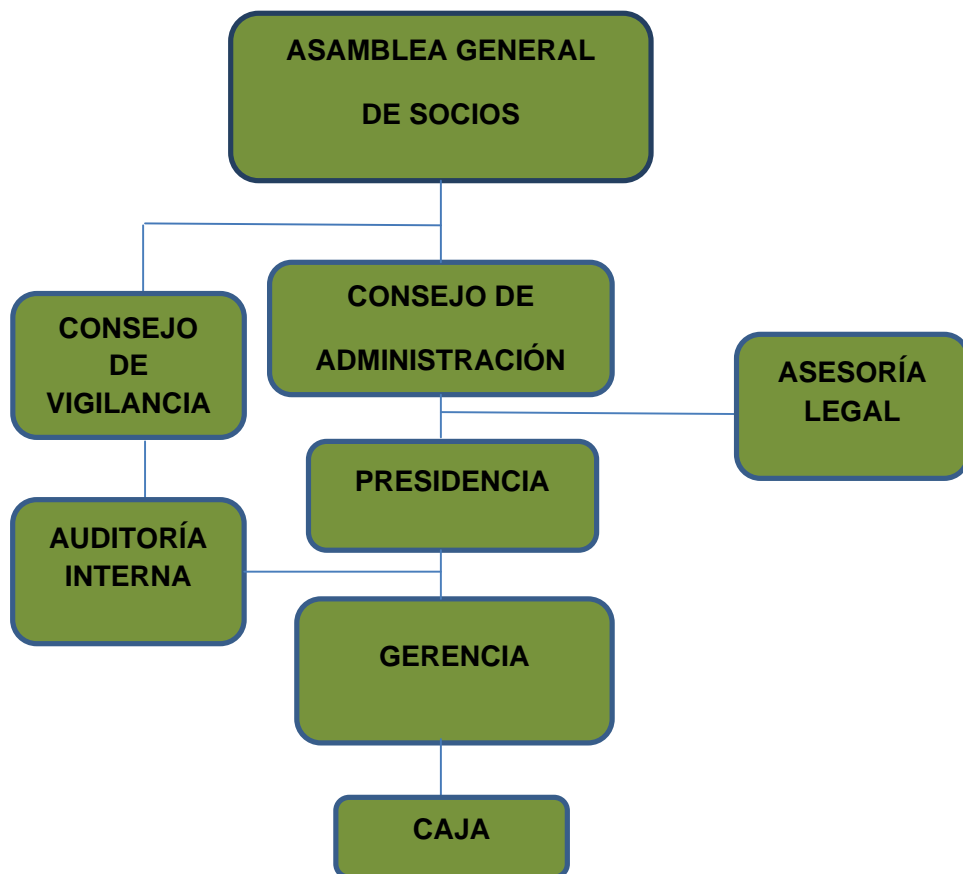 ASAMBLEA GENERAL
DE SOCIOS
CONSEJO DE
ADMINISTRACIÓN
CONSEJO
DE
VIGILANCIA
ASESORÍA
LEGAL
PRESIDENCIA
AUDITORÍA
INTERNA
GERENCIA
CAJA